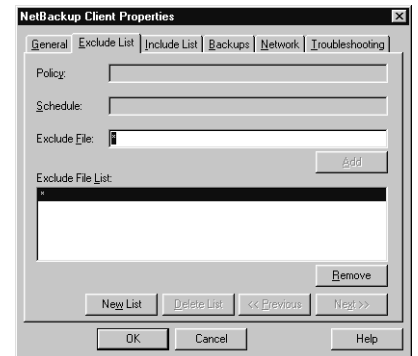 NetBackup Client Properties
General Exclude List Include List Backups Network Troubleshooting
Policy:
Schedule:
Exclude File: *
Add
Exclude File List:
*
Remove
New List Delete List << Previous Next >>
OK Cancel Help